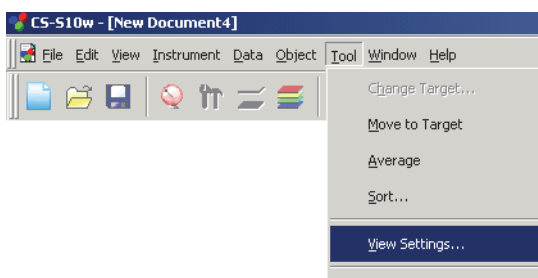 CS-S10w - [New Document4]
File Edit View Instrument Data Object Tool Window Help
Change Target...
Move to Target
Average
Sort...
View Settings...